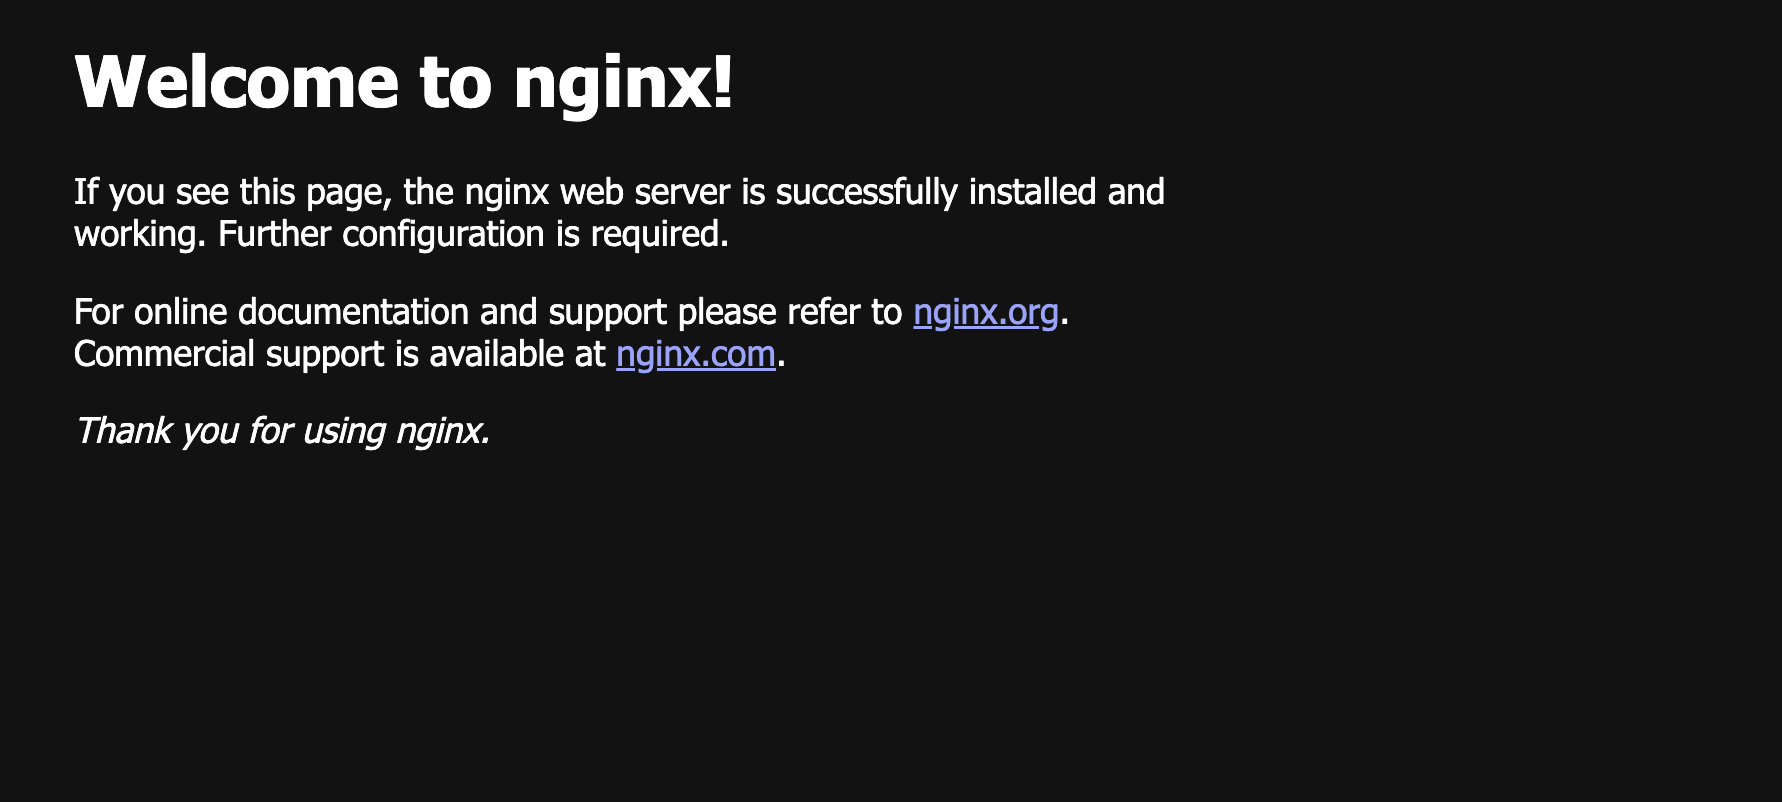 Welcome to nginx!
If you see this page, the nginx web server is successfully installed and
working. Further configuration is required.
For online documentation and support please refer to nginx.org.
Commercial support is available at nginx.com.
Thank you for using nginx.